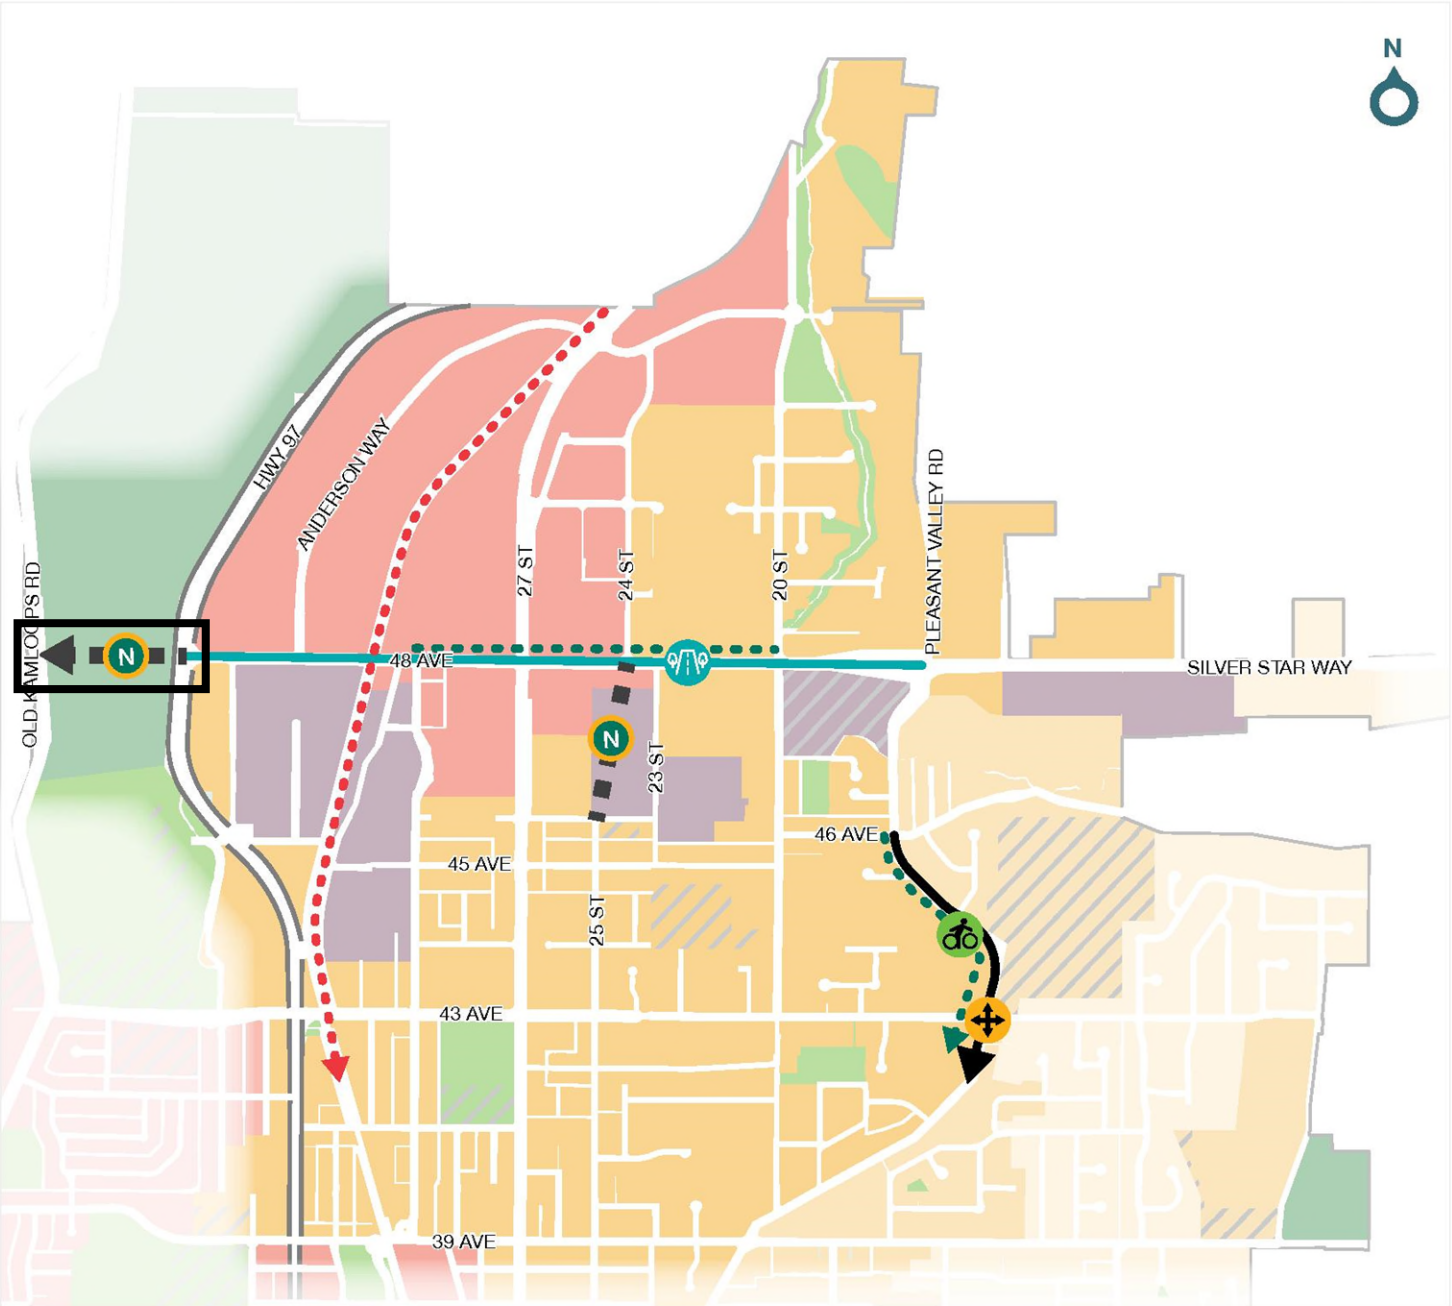 N
HWY 97
ANDERSON WAY
PLEASANT VALLEY RD
27 ST
24 ST
20 ST
OLD KAMLOOPS RD
N
48 AVE
SILVER STAR WAY
N
23 ST
46 AVE
45 AVE
25 ST
43 AVE
39 AVE